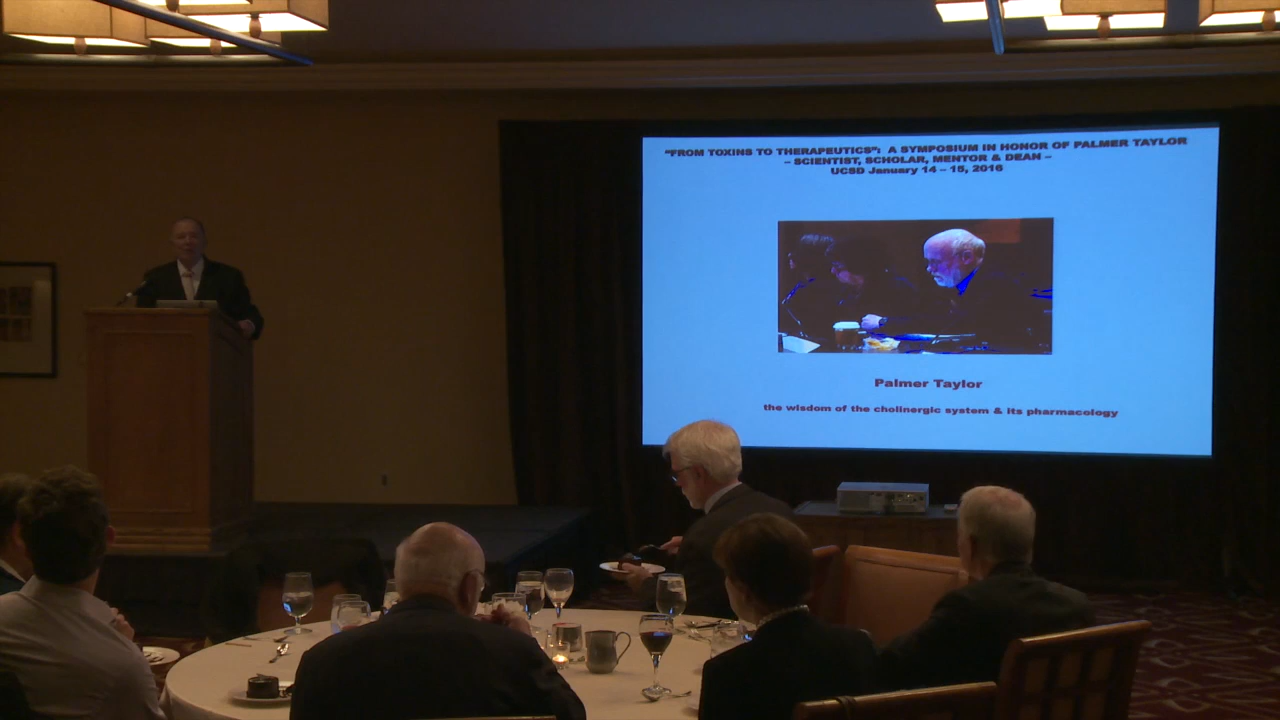 "FROM TOXINS TO THERAPEUTICS": A SYMPOSIUM IN HONOR OF PALMER TAYLOR
– SCIENTIST, SCHOLAR, MENTOR & DEAN –
UCSD January 14 – 15, 2016
Palmer Taylor
the wisdom of the cholinergic system & its pharmacology